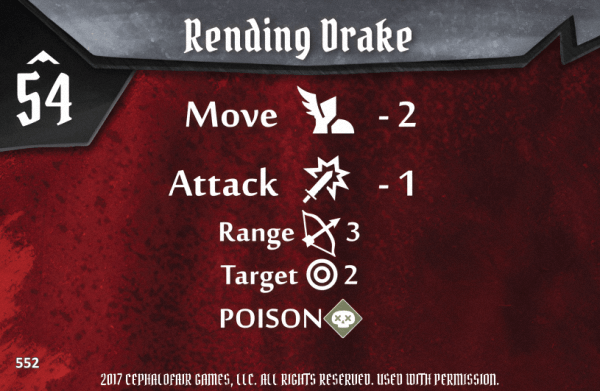 Rending Drake
54
Move - 2
Attack - 1
Range 3
Target 2
POISON
552
2017 CEPHALOFAIR GAMES, LLC. ALL RIGHTS RESERVED. USED WITH PERMISSION.